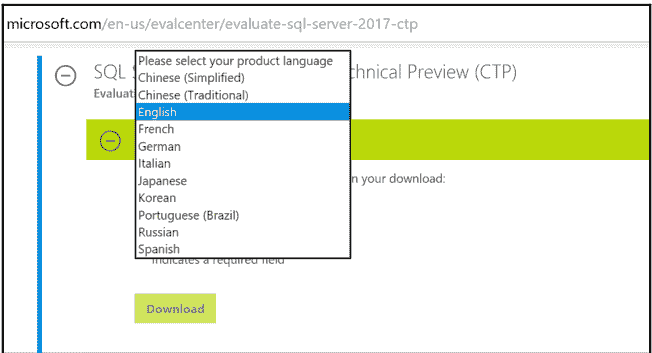 microsoft.com/en-us/evalcenter/evaluate-sql-server-2017-ctp
SQL S chnical Preview (CTP)
Evaluat
Please select your product language
Chinese (Simplified)
Chinese (Traditional)
English
French
German
Italian
Japanese
Korean
Portuguese (Brazil)
Russian
Spanish
n your download:
indicates a required field
Download